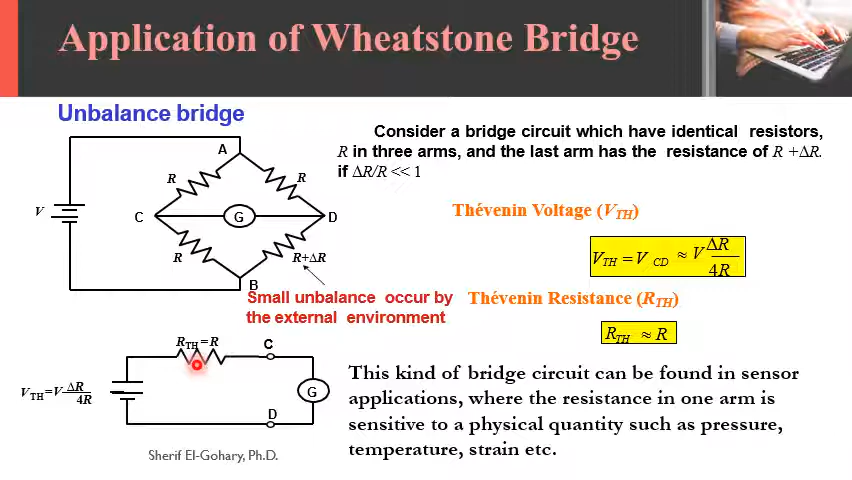 Application of Wheatstone Bridge
Unbalance bridge
Consider a bridge circuit which have identical resistors,
R in three arms, and the last arm has the resistance of R +ΔR.
if ΔR/R << 1
A
R
R
V
C
G
D
R
R+ΔR
B
Small unbalance occur by
the external environment
Thévenin Voltage (VTH)
VTH = V CD ≈ V ΔR/4R
Thévenin Resistance (RTH)
RTH ≈ R
RTH=R
C
VTH=V ΔR/4R
G
D
This kind of bridge circuit can be found in sensor
applications, where the resistance in one arm is
sensitive to a physical quantity such as pressure,
temperature, strain etc.
Sherif El-Gohary, Ph.D.